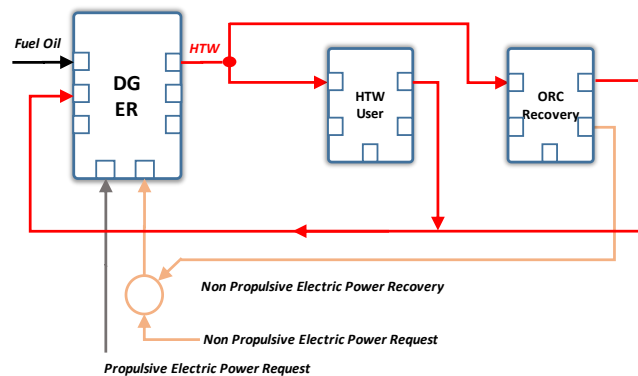 Fuel Oil
HTW
DG
ER
HTW
User
ORC
Recovery
Non Propulsive Electric Power Recovery
Non Propulsive Electric Power Request
Propulsive Electric Power Request